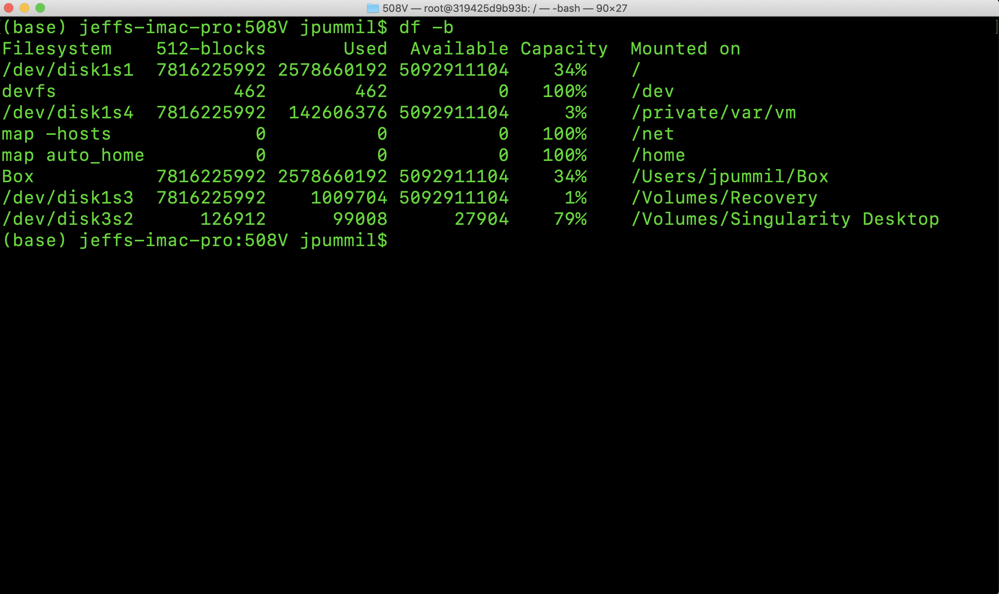 508V — root@319425d9b93b: / — -bash — 90×27
[(base) jeffs-imac-pro:508V jpummil$ df -b ]
Filesystem    512-blocks       Used  Available Capacity  Mounted on
/dev/disk1s1  7816225992 2578660192 5092911104    34%    /
devfs                462        462          0   100%    /dev
/dev/disk1s4  7816225992  142606376 5092911104     3%    /private/var/vm
map -hosts             0          0          0   100%    /net
map auto_home          0          0          0   100%    /home
Box           7816225992 2578660192 5092911104    34%    /Users/jpummil/Box
/dev/disk1s3  7816225992    1009704 5092911104     1%    /Volumes/Recovery
/dev/disk3s2      126912      99008      27904    79%    /Volumes/Singularity Desktop
(base) jeffs-imac-pro:508V jpummil$